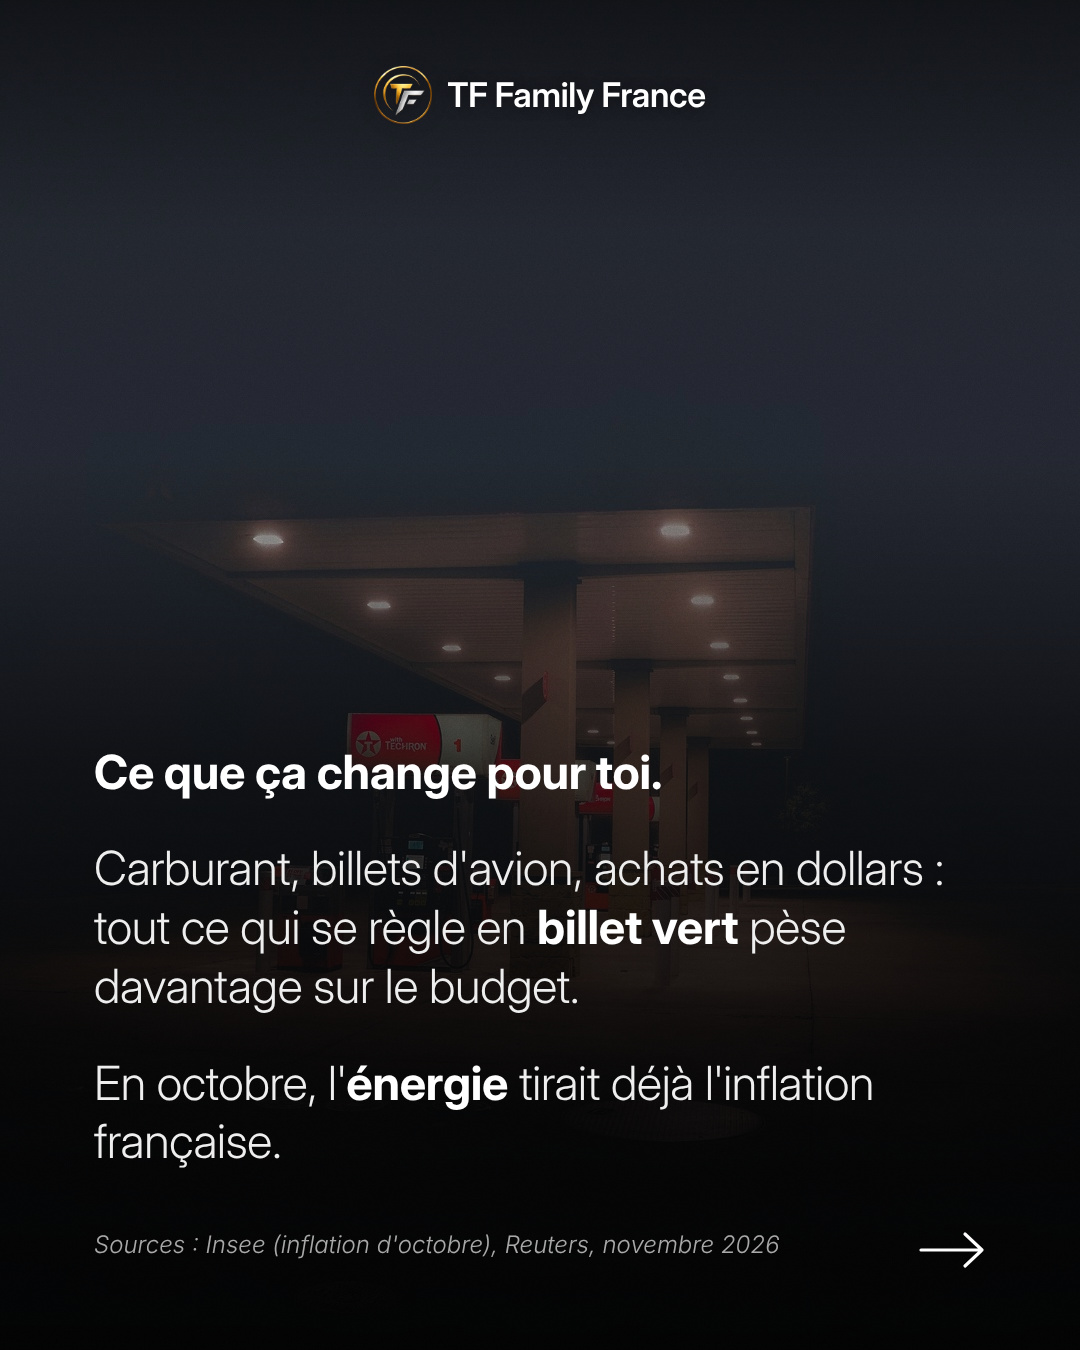 TF Family France
TECHRON
1
Ce que ça change pour toi.
Carburant, billets d'avion, achats en dollars :
tout ce qui se règle en billet vert pèse
davantage sur le budget.
En octobre, l'énergie tirait déjà l'inflation
française.
Sources : Insee (inflation d'octobre), Reuters, novembre 2026